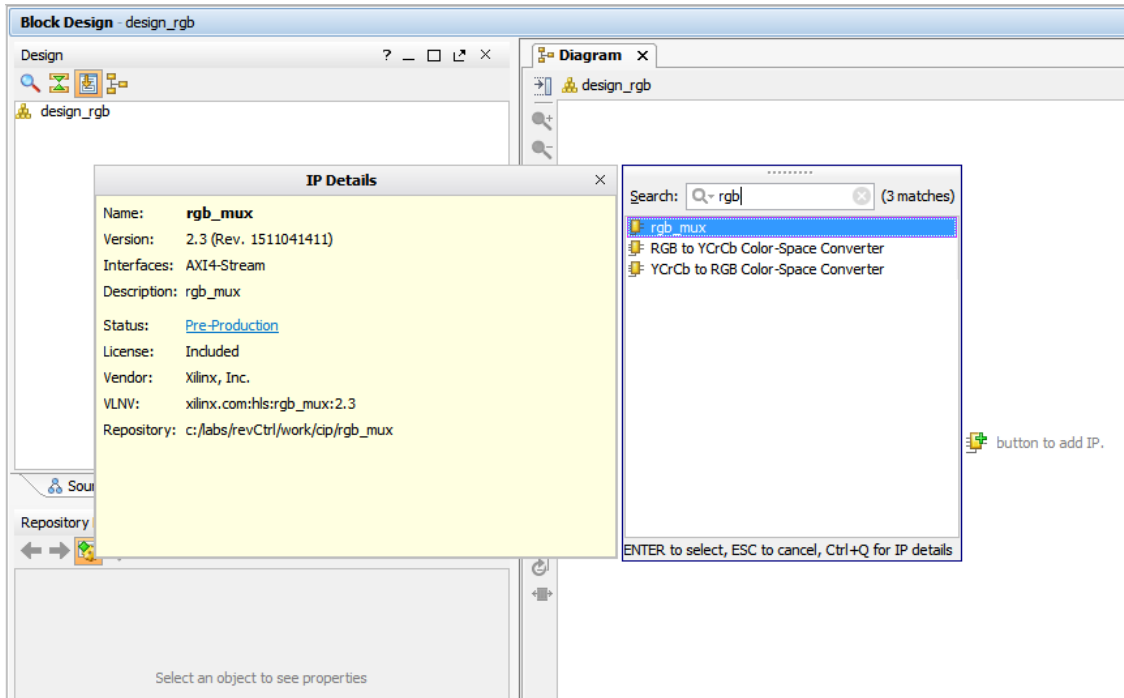 Block Design - design_rgb
Design
? _
design_rgb
Diagram
design_rgb
IP Details
Name: rgb_mux
Version: 2.3 (Rev. 1511041411)
Interfaces: AXI4-Stream
Description: rgb_mux
Status: Pre-Production
License: Included
Vendor: Xilinx, Inc.
VLNV: xilinx.com:hls:rgb_mux:2.3
Repository: c:/labs/revCtrl/work/cip/rgb_mux
Search: rgb (3 matches)
rgb_mux
RGB to YCrCb Color-Space Converter
YCrCb to RGB Color-Space Converter
ENTER to select, ESC to cancel, Ctrl+Q for IP details
button to add IP.
Sour
Repository
Select an object to see properties